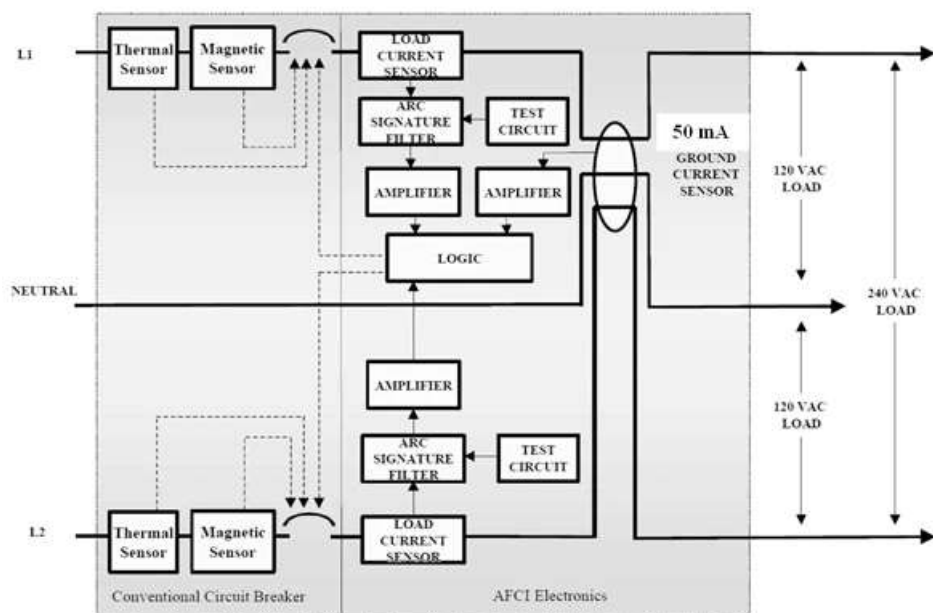 L1
Thermal
Sensor
Magnetic
Sensor
LOAD
CURRENT
SENSOR
ARC
SIGNATURE
FILTER
TEST
CIRCUIT
AMPLIFIER
AMPLIFIER
LOGIC
50 mA
GROUND
CURRENT
SENSOR
120 VAC
LOAD
NEUTRAL
240 VAC
LOAD
AMPLIFIER
ARC
SIGNATURE
FILTER
TEST
CIRCUIT
120 VAC
LOAD
L2
Thermal
Sensor
Magnetic
Sensor
LOAD
CURRENT
SENSOR
Conventional Circuit Breaker
AFCI Electronics